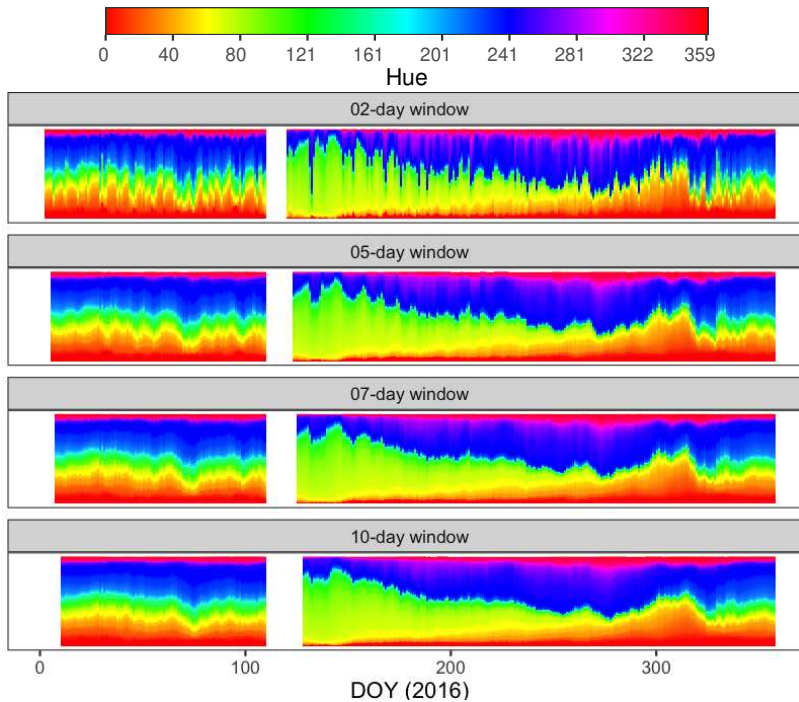 0 40 80 121 161 201 241 281 322 359
Hue
02-day window
05-day window
07-day window
10-day window
0 100 200 300
DOY (2016)